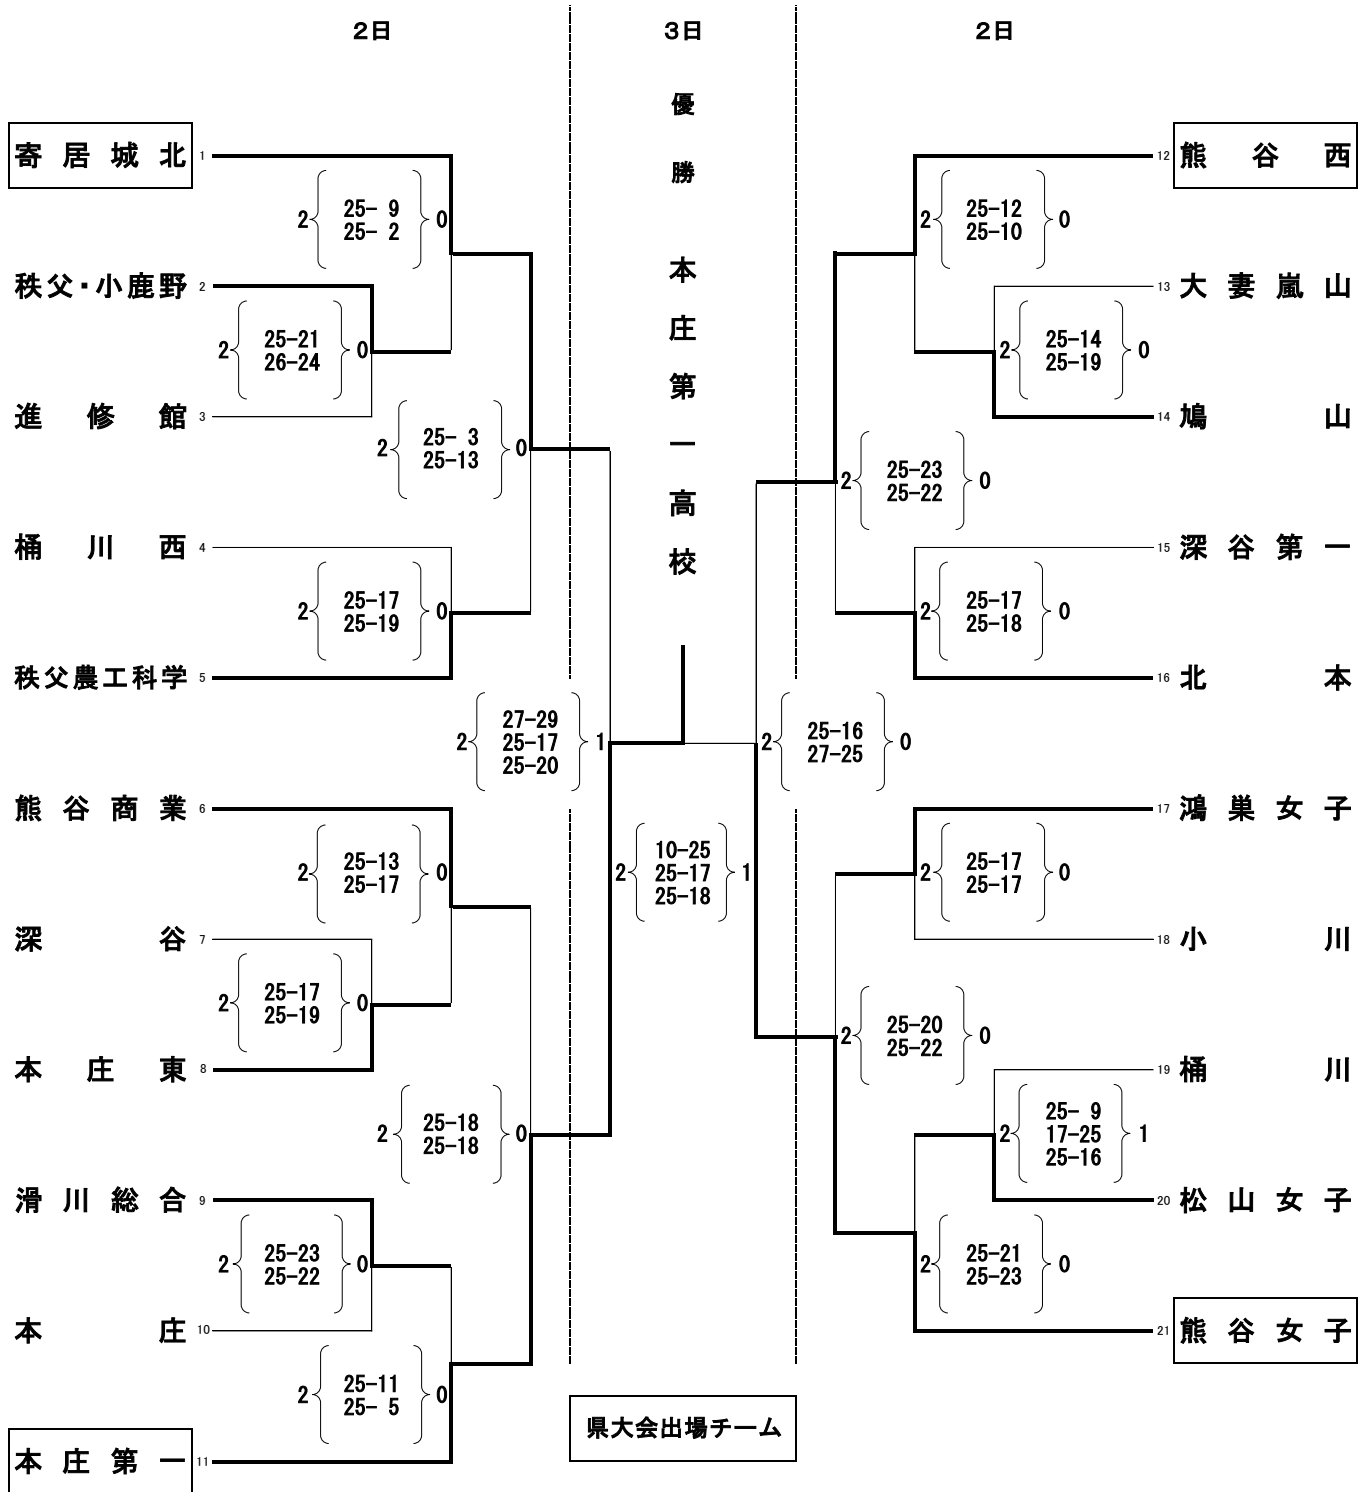 2日
3日
2日
優勝 本庄第一高校
寄居城北 1
2 25- 9 0
25- 2
秩父・小鹿野 2
2 25-21 0
26-24
進修館 3
2 25- 3 0
25-13
桶川西 4
2 25-17 0
25-19
秩父農工科学 5
2 27-29 1
25-17
25-20
熊谷商業 6
2 25-13 0
25-17
深谷 7
2 25-17 0
25-19
本庄東 8
2 25-18 0
25-18
滑川総合 9
2 25-23 0
25-22
本庄 10
2 25-11 0
25- 5
本庄第一 11
2 10-25 1
25-17
25-18
県大会出場チーム
12 熊谷西
2 25-12 0
25-10
13 大妻嵐山
2 25-14 0
25-19
14 鳩山
2 25-23 0
25-22
15 深谷第一
2 25-17 0
25-18
16 北本
2 25-16 0
27-25
17 鴻巣女子
2 25-17 0
25-17
18 小川
2 25-20 0
25-22
19 桶川
2 25- 9 1
17-25
25-16
20 松山女子
2 25-21 0
25-23
21 熊谷女子